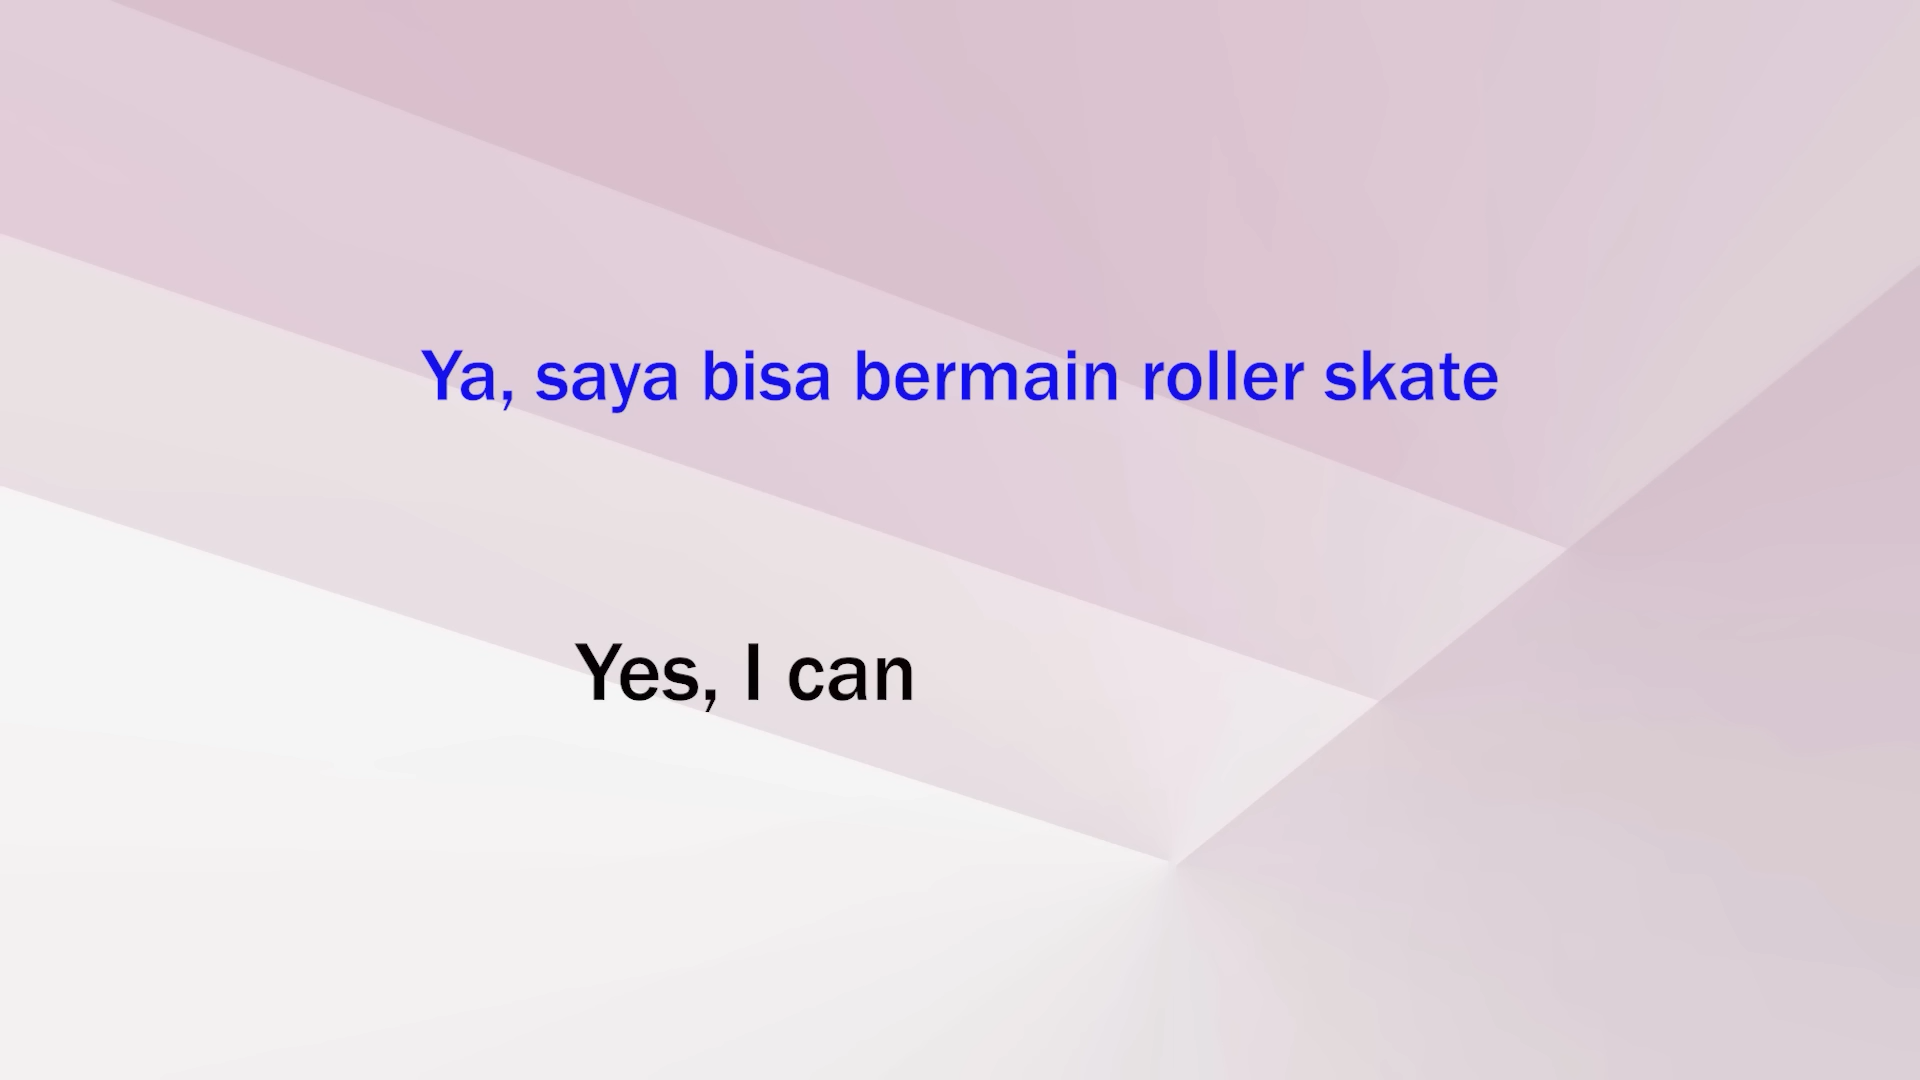 Ya, saya bisa bermain roller skate
Yes, I can